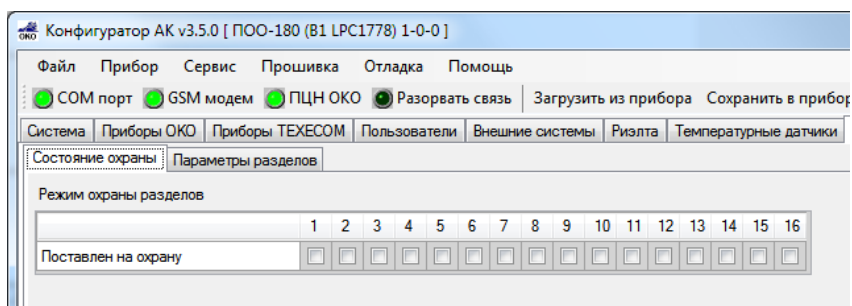 око Конфигуратор АК v3.5.0 [ ПОО-180 (B1 LPC1778) 1-0-0 ]
Файл Прибор Сервис Прошивка Отладка Помощь
COM порт GSM модем ПЦН ОКО Разорвать связь Загрузить из прибора Сохранить в прибор
Система Приборы ОКО Приборы TEXECOM Пользователи Внешние системы Риэлта Температурные датчики
Состояние охраны Параметры разделов
Режим охраны разделов
1 2 3 4 5 6 7 8 9 10 11 12 13 14 15 16
Поставлен на охрану